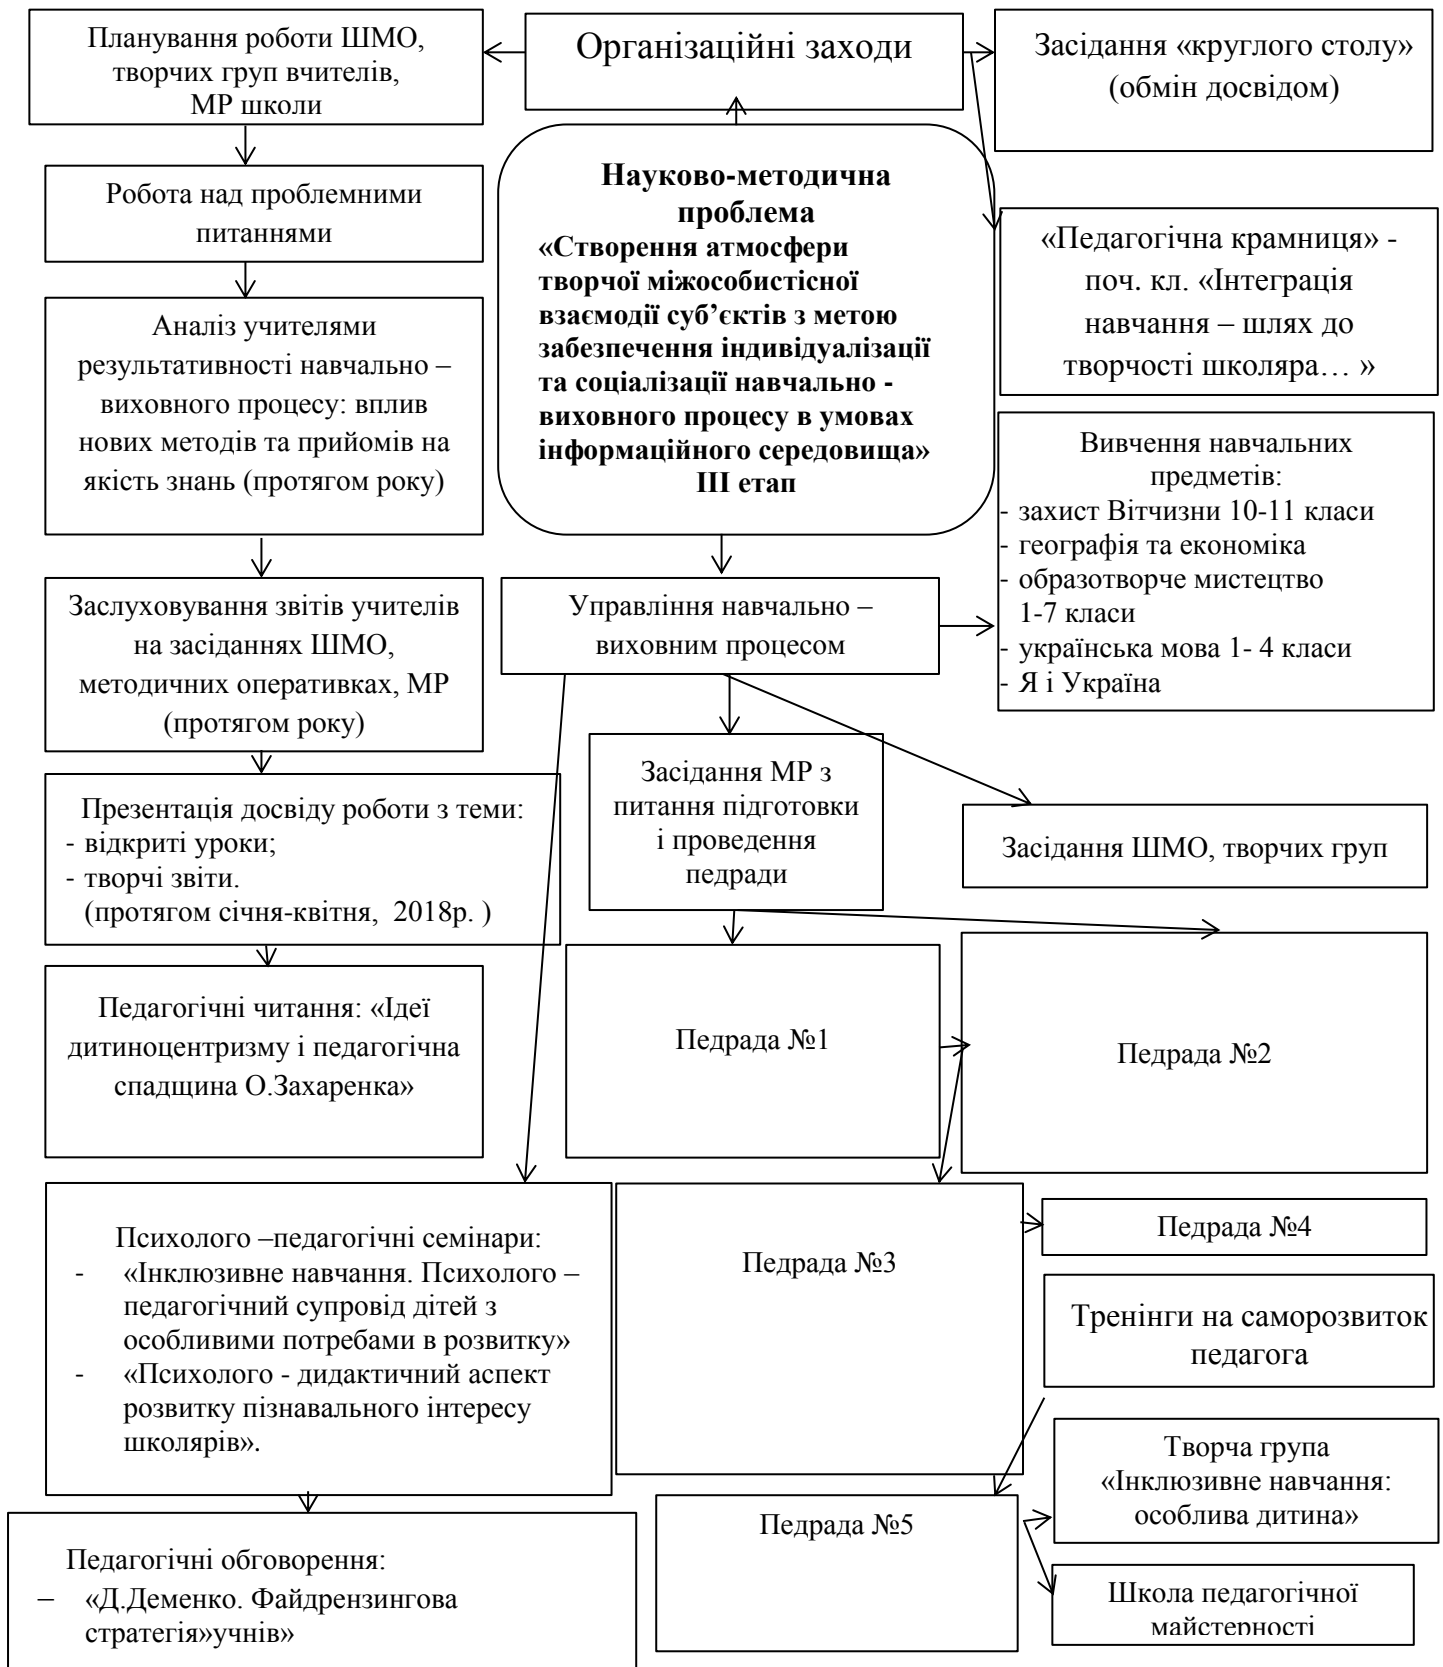 Планування роботи ШМО,
творчих груп вчителів,
МР школи
Організаційні заходи
Засідання «круглого столу»
(обмін досвідом)
Робота над проблемними
питаннями
Науково-методична
проблема
«Створення атмосфери
творчої міжособистісної
взаємодії суб’єктів з метою
забезпечення індивідуалізації
та соціалізації навчально -
виховного процесу в умовах
інформаційного середовища»
ІІІ етап
«Педагогічна крамниця» -
поч. кл. «Інтеграція
навчання – шлях до
творчості школяра… »
Аналіз учителями
результативності навчально –
виховного процесу: вплив
нових методів та прийомів на
якість знань (протягом року)
Вивчення навчальних
предметів:
- захист Вітчизни 10-11 класи
- географія та економіка
- образотворче мистецтво
1-7 класи
- українська мова 1- 4 класи
- Я і Україна
Заслуховування звітів учителів
на засіданнях ШМО,
методичних оперативках, МР
(протягом року)
Управління навчально –
виховним процесом
Засідання МР з
питання підготовки
і проведення
педради
Засідання ШМО, творчих груп
Презентація досвіду роботи з теми:
- відкриті уроки;
- творчі звіти.
(протягом січня-квітня, 2018р. )
Педагогічні читання: «Ідеї
дитиноцентризму і педагогічна
спадщина О.Захаренка»
Педрада №1
Педрада №2
Психолого –педагогічні семінари:
- «Інклюзивне навчання. Психолого –
педагогічний супровід дітей з
особливими потребами в розвитку»
- «Психолого - дидактичний аспект
розвитку пізнавального інтересу
школярів».
Педрада №3
Педрада №4
Тренінги на саморозвиток
педагога
Творча група
«Інклюзивне навчання:
особлива дитина»
Педрада №5
Школа педагогічної
майстерності
Педагогічні обговорення:
– «Д.Деменко. Файдрензингова
стратегія»учнів»